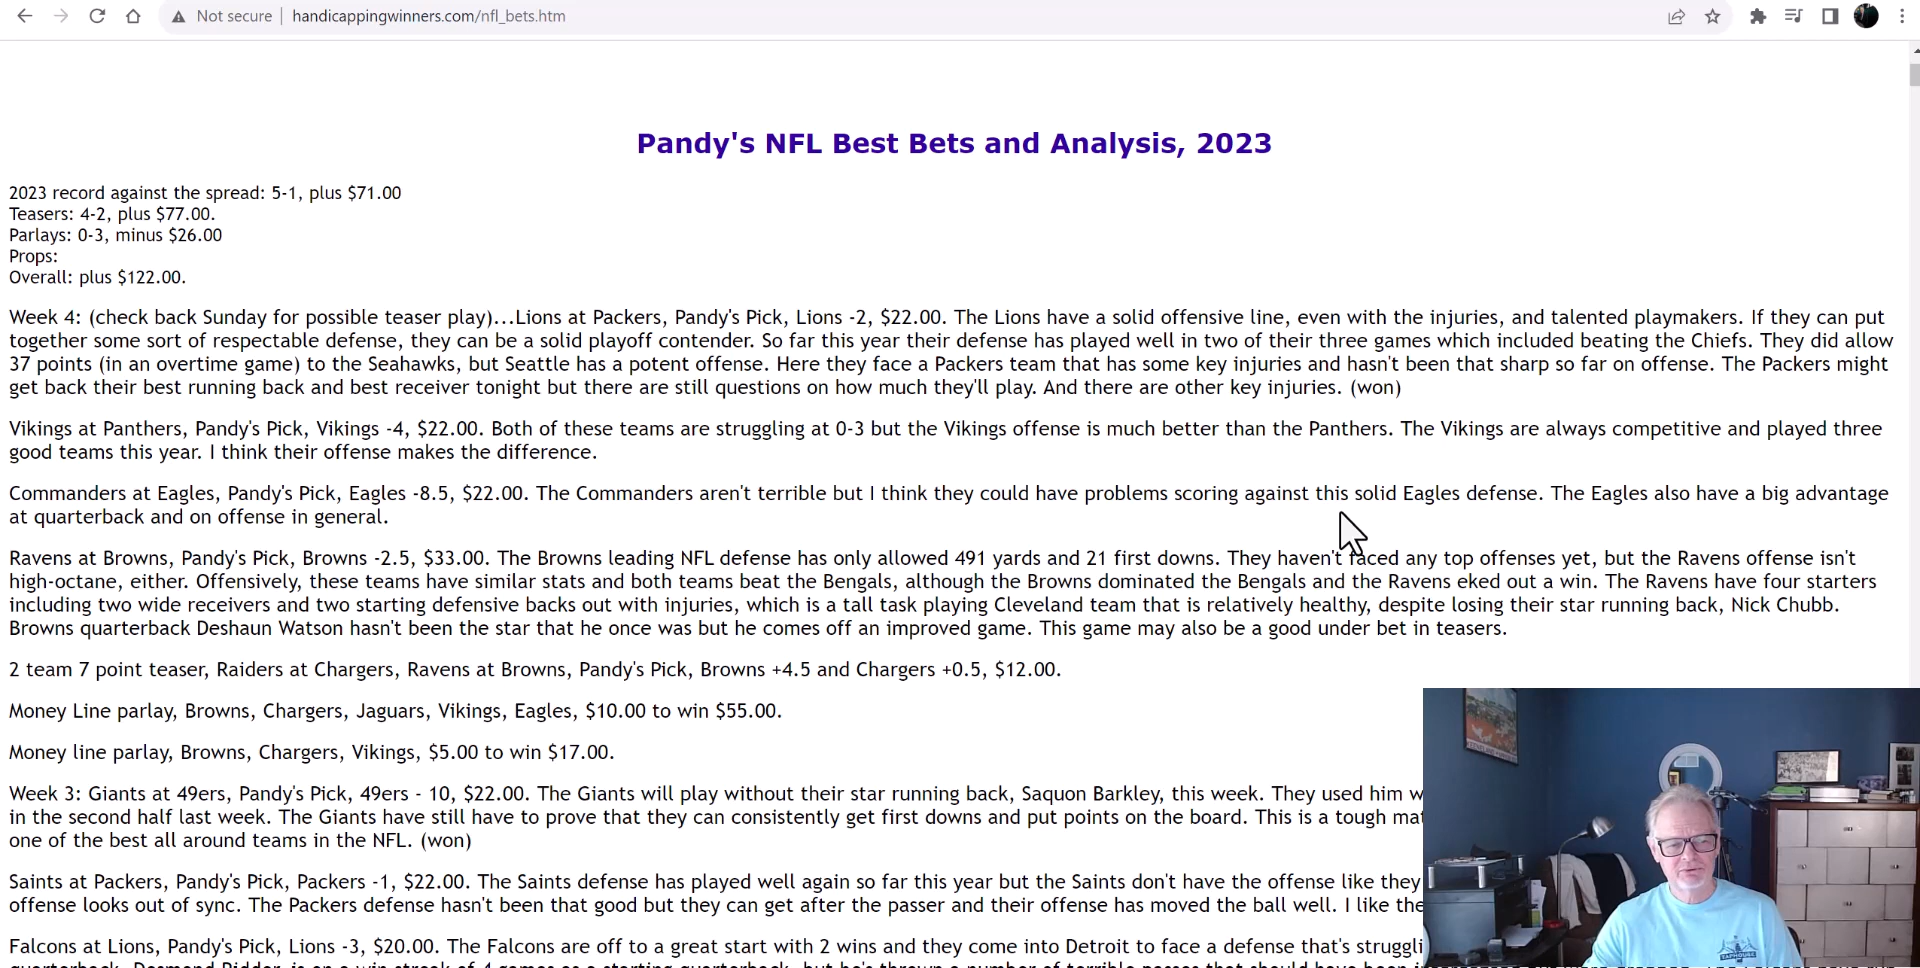 Not secure | handicappingwinners.com/nfl_bets.htm
Pandy's NFL Best Bets and Analysis, 2023
2023 record against the spread: 5-1, plus $71.00
Teasers: 4-2, plus $77.00.
Parlays: 0-3, minus $26.00
Props:
Overall: plus $122.00.
Week 4: (check back Sunday for possible teaser play)...Lions at Packers, Pandy's Pick, Lions -2, $22.00. The Lions have a solid offensive line, even with the injuries, and talented playmakers. If they can put
together some sort of respectable defense, they can be a solid playoff contender. So far this year their defense has played well in two of their three games which included beating the Chiefs. They did allow
37 points (in an overtime game) to the Seahawks, but Seattle has a potent offense. Here they face a Packers team that has some key injuries and hasn't been that sharp so far on offense. The Packers might
get back their best running back and best receiver tonight but there are still questions on how much they'll play. And there are other key injuries. (won)
Vikings at Panthers, Pandy's Pick, Vikings -4, $22.00. Both of these teams are struggling at 0-3 but the Vikings offense is much better than the Panthers. The Vikings are always competitive and played three
good teams this year. I think their offense makes the difference.
Commanders at Eagles, Pandy's Pick, Eagles -8.5, $22.00. The Commanders aren't terrible but I think they could have problems scoring against this solid Eagles defense. The Eagles also have a big advantage
at quarterback and on offense in general.
Ravens at Browns, Pandy's Pick, Browns -2.5, $33.00. The Browns leading NFL defense has only allowed 491 yards and 21 first downs. They haven't faced any top offenses yet, but the Ravens offense isn't
high-octane, either. Offensively, these teams have similar stats and both teams beat the Bengals, although the Browns dominated the Bengals and the Ravens eked out a win. The Ravens have four starters
including two wide receivers and two starting defensive backs out with injuries, which is a tall task playing Cleveland team that is relatively healthy, despite losing their star running back, Nick Chubb.
Browns quarterback Deshaun Watson hasn't been the star that he once was but he comes off an improved game. This game may also be a good under bet in teasers.
2 team 7 point teaser, Raiders at Chargers, Ravens at Browns, Pandy's Pick, Browns +4.5 and Chargers +0.5, $12.00.
Money Line parlay, Browns, Chargers, Jaguars, Vikings, Eagles, $10.00 to win $55.00.
Money line parlay, Browns, Chargers, Vikings, $5.00 to win $17.00.
Week 3: Giants at 49ers, Pandy's Pick, 49ers - 10, $22.00. The Giants will play without their star running back, Saquon Barkley, this week. They used him w
in the second half last week. The Giants have still have to prove that they can consistently get first downs and put points on the board. This is a tough mat
one of the best all around teams in the NFL. (won)
Saints at Packers, Pandy's Pick, Packers -1, $22.00. The Saints defense has played well again so far this year but the Saints don't have the offense like they
offense looks out of sync. The Packers defense hasn't been that good but they can get after the passer and their offense has moved the ball well. I like the
Falcons at Lions, Pandy's Pick, Lions -3, $20.00. The Falcons are off to a great start with 2 wins and they come into Detroit to face a defense that's struggli